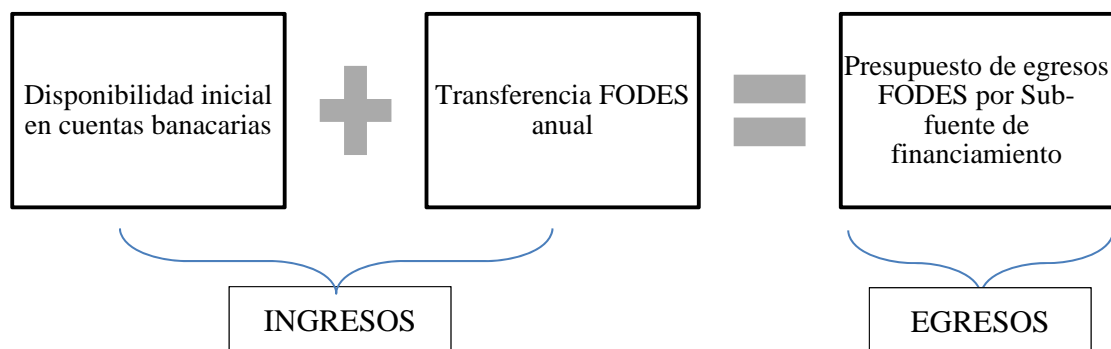 Disponibilidad inicial
en cuentas banacarias
Transferencia FODES
anual
Presupuesto de egresos
FODES por Sub-
fuente de
financiamiento
INGRESOS
EGRESOS